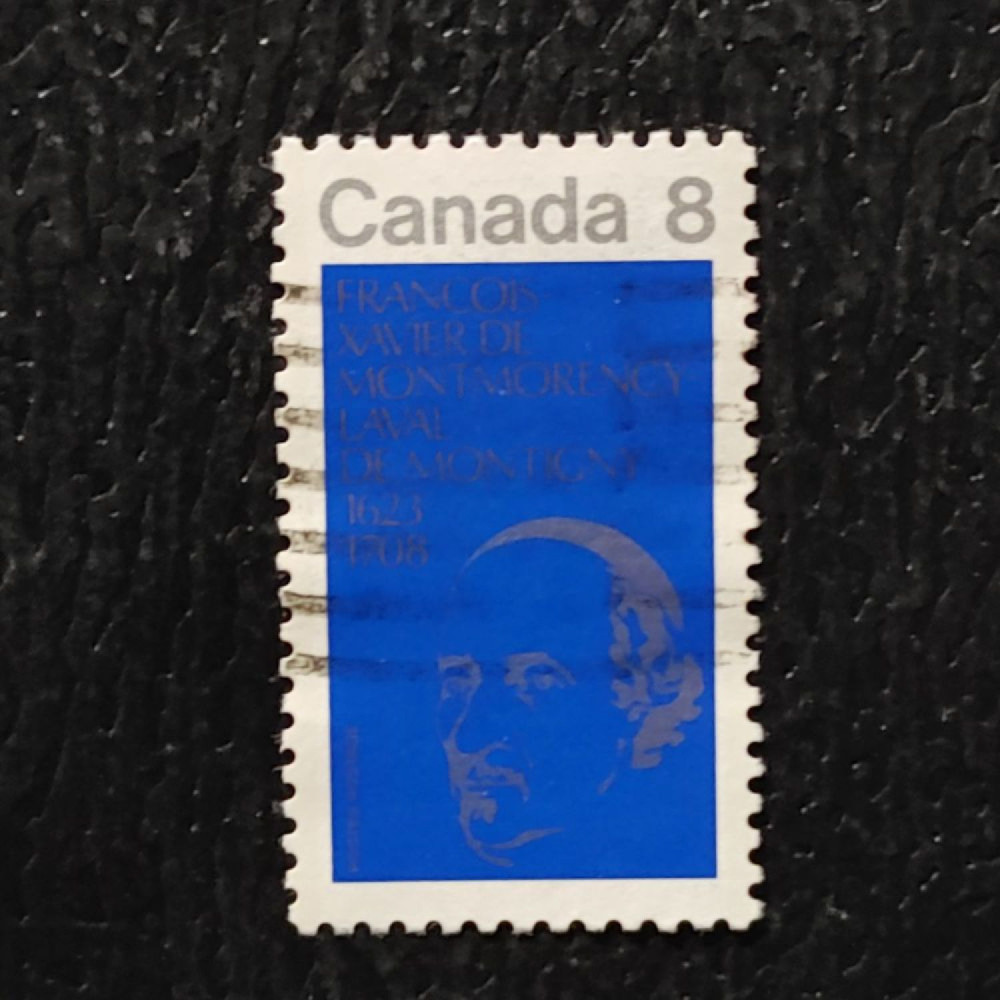 Canada 8
FRANCOIS-
XAVIER DE
MONTMORENCY
LAVAL
DE MONTIGNY
1623
1708